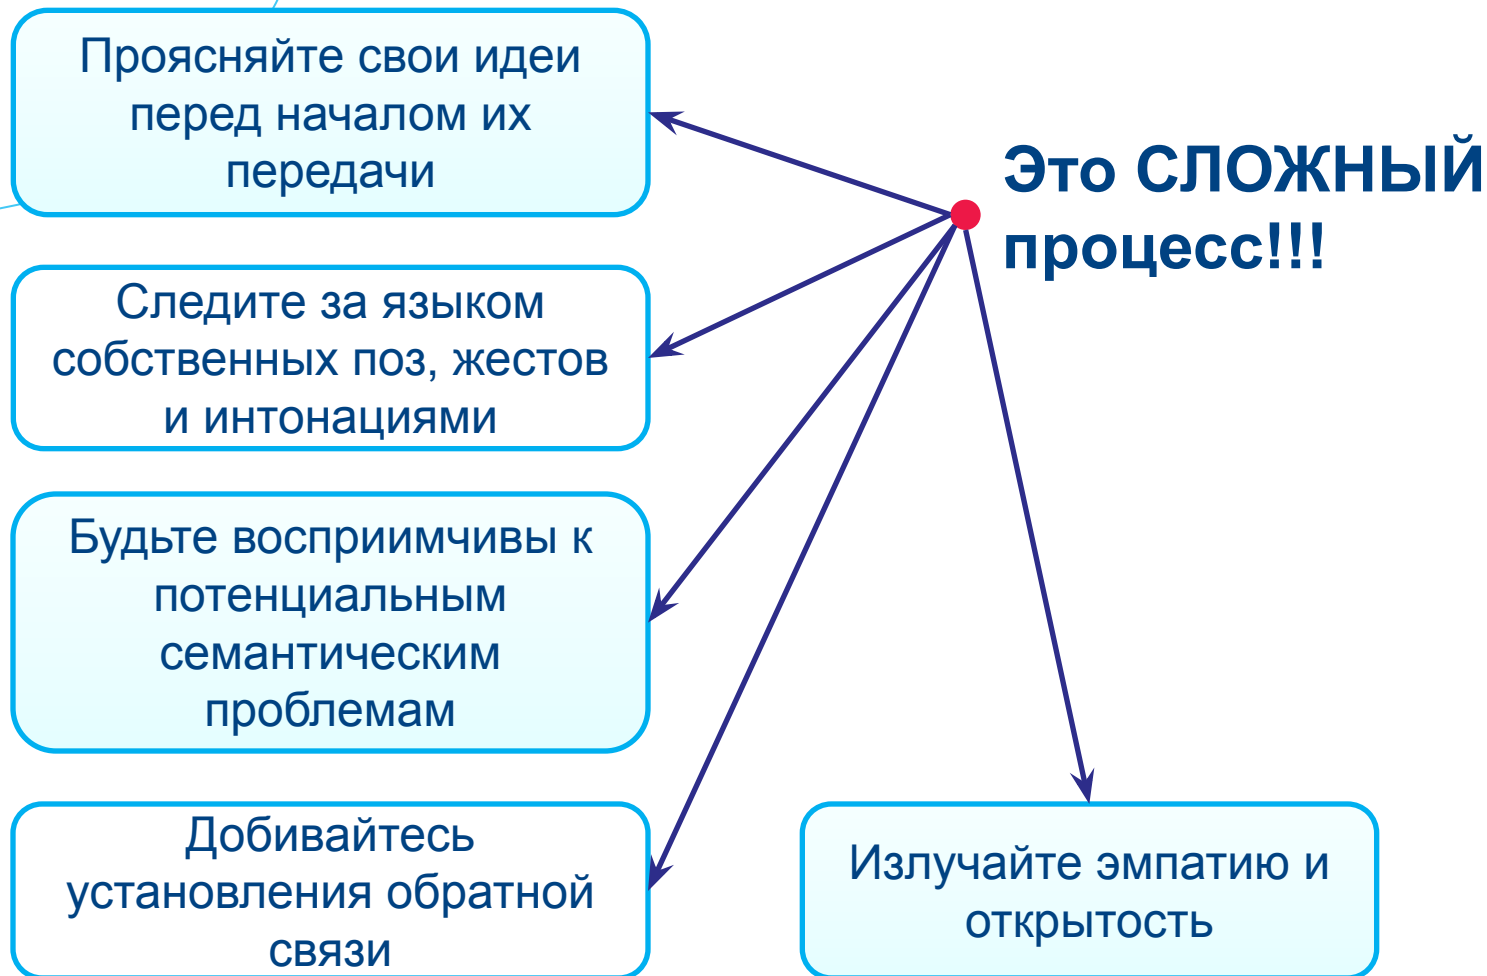 Проясняйте свои идеи
перед началом их
передачи
Это СЛОЖНЫЙ
процесс!!!
Следите за языком
собственных поз, жестов
и интонациями
Будьте восприимчивы к
потенциальным
семантическим
проблемам
Добивайтесь
установления обратной
связи
Излучайте эмпатию и
открытость